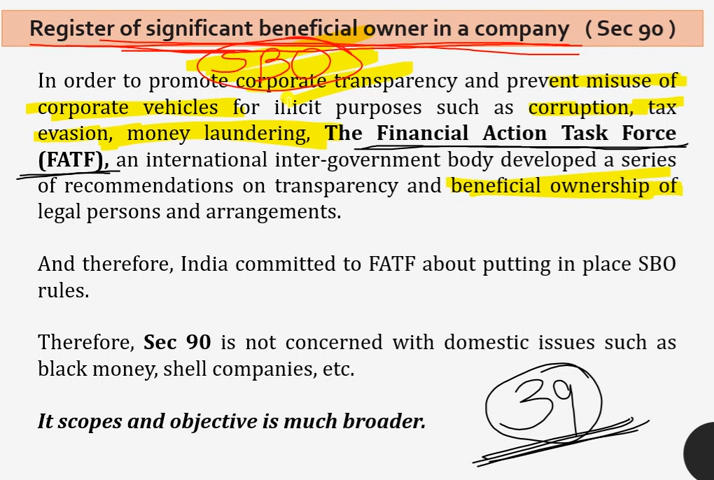 Register of significant beneficial owner in a company ( Sec 90 )
SBO
In order to promote corporate transparency and prevent misuse of
corporate vehicles for illicit purposes such as corruption, tax
evasion, money laundering, The Financial Action Task Force
(FATF), an international inter-government body developed a series
of recommendations on transparency and beneficial ownership of
legal persons and arrangements.
And therefore, India committed to FATF about putting in place SBO
rules.
Therefore, Sec 90 is not concerned with domestic issues such as
black money, shell companies, etc.
It scopes and objective is much broader.
39